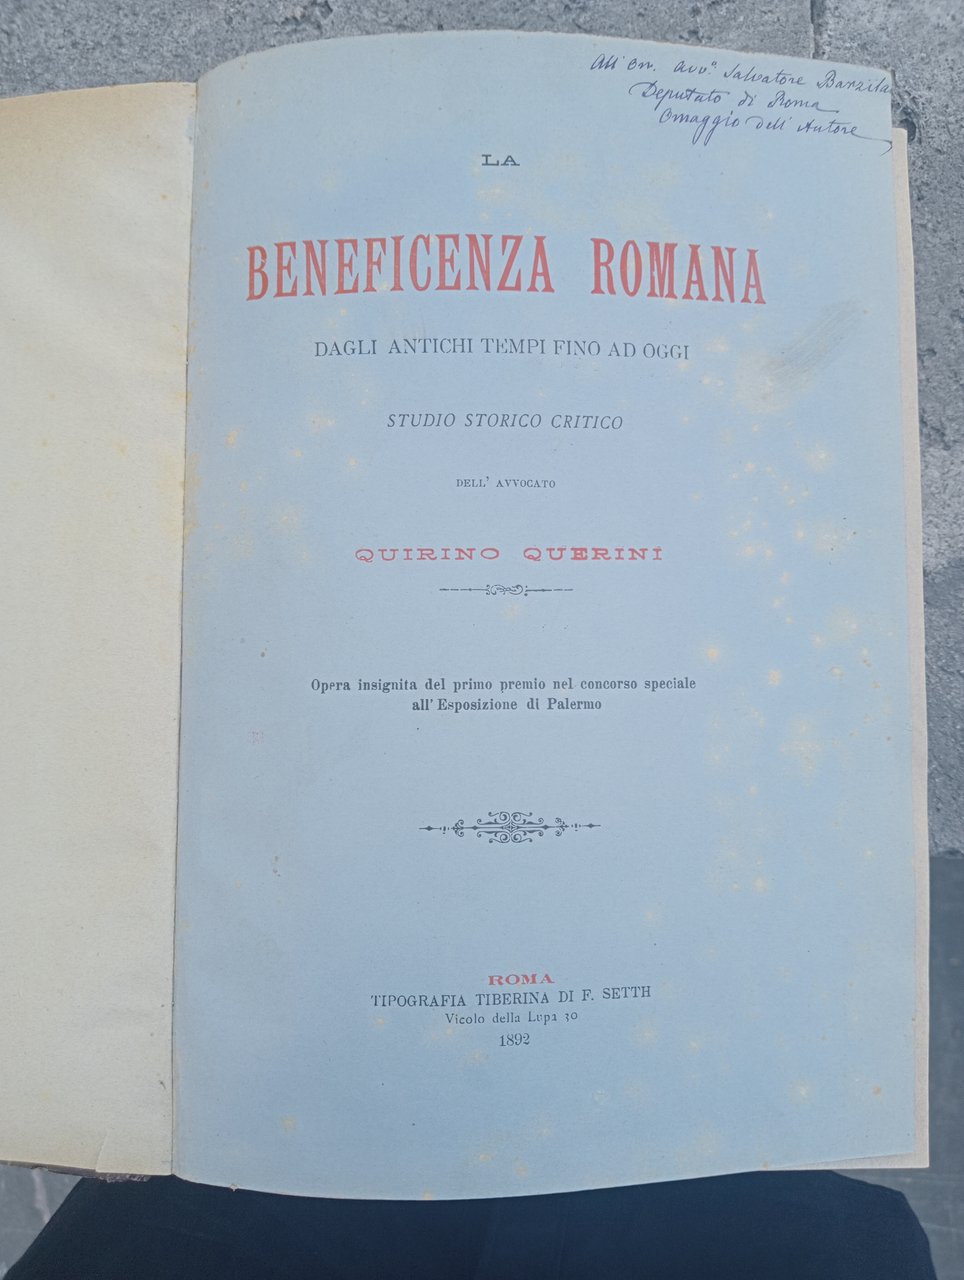 All' On. Avv.° Salvatore Barzila
Deputato di Roma
Omaggio dell' Autore
LA
BENEFICENZA ROMANA
DAGLI ANTICHI TEMPI FINO AD OGGI
STUDIO STORICO CRITICO
DELL' AVVOCATO
QUIRINO QUERINI
Opera insignita del primo premio nel concorso speciale
all' Esposizione di Palermo
ROMA
TIPOGRAFIA TIBERINA DI F. SETTH
Vicolo della Lupa 30
1892